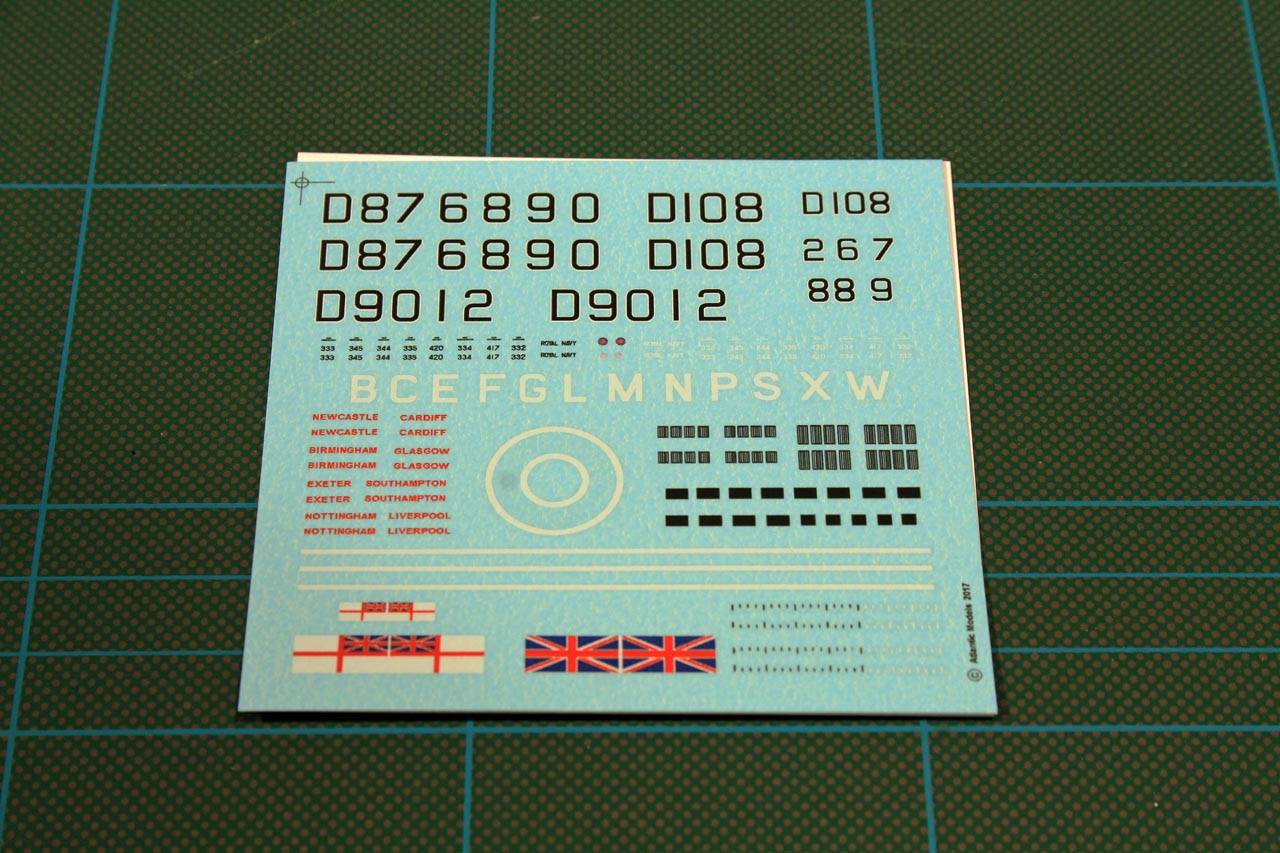 D876890 D108 D108
D876890 D108 267
D9012 D9012 88 9
333 345 344 335 420 334 417 332 ROYAL NAVY
333 345 344 335 420 334 417 332 ROYAL NAVY
BCEFGLMNPSXW
NEWCASTLE CARDIFF
NEWCASTLE CARDIFF
BIRMINGHAM GLASGOW
BIRMINGHAM GLASGOW
EXETER SOUTHAMPTON
EXETER SOUTHAMPTON
NOTTINGHAM LIVERPOOL
NOTTINGHAM LIVERPOOL
© Atlantic Models 2017